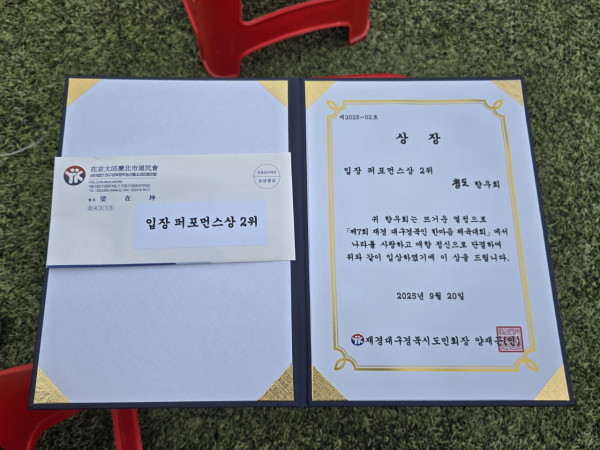 在京大邱慶北市道民會
會長 梁在坤
입장 퍼포먼스상 2위
제2025-02호
상장
입장 퍼포먼스상 2위
향우회
귀 향우회는 뜨거운 열정으로
「제7회 재경 대구경북인 한마음 체육대회」에서
나라를 사랑하고 애향 정신으로 단결하여
위와 같이 입상하였기에 이 상을 드립니다.
2025년 9월 20일
재경대구경북시도민회장 양재곤(인)